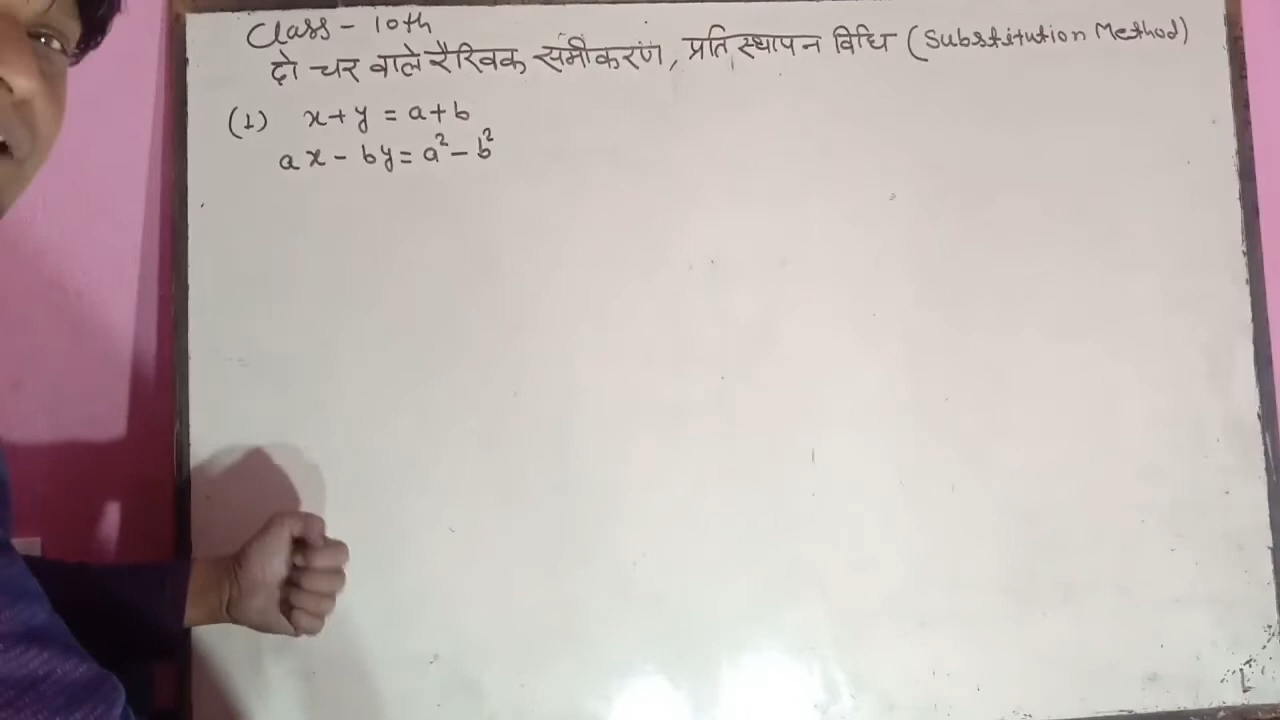 Class - 10th
दो चर वाले रैखिक समीकरण, प्रतिस्थापन विधि (Substitution Method)
(1) x+y = a+b
ax - by = a² - b²